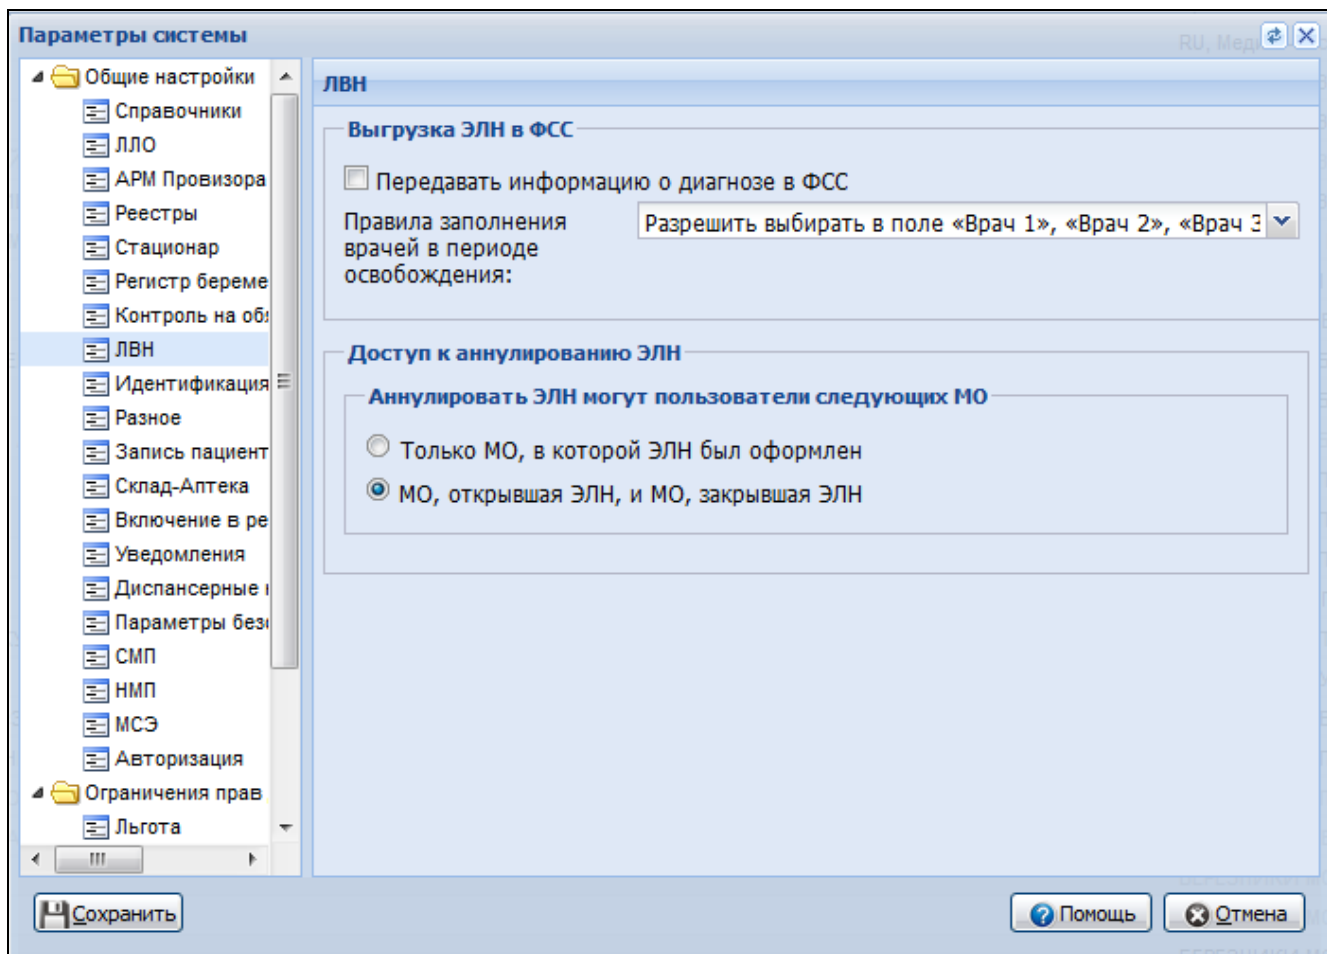 Параметры системы
Общие настройки
Справочники
ЛЛО
АРМ Провизора
Реестры
Стационар
Регистр береме
Контроль на обя
ЛВН
Идентификация
Разное
Запись пациент
Склад-Аптека
Включение в ре
Уведомления
Диспансерные
Параметры безо
СМП
НМП
МСЭ
Авторизация
Ограничения прав
Льгота
ЛВН
Выгрузка ЭЛН в ФСС
Передавать информацию о диагнозе в ФСС
Правила заполнения
врачей в периоде
освобождения:
Разрешить выбирать в поле «Врач 1», «Врач 2», «Врач 3
Доступ к аннулированию ЭЛН
Аннулировать ЭЛН могут пользователи следующих МО
Только МО, в которой ЭЛН был оформлен
МО, открывшая ЭЛН, и МО, закрывшая ЭЛН
Сохранить
Помощь
Отмена